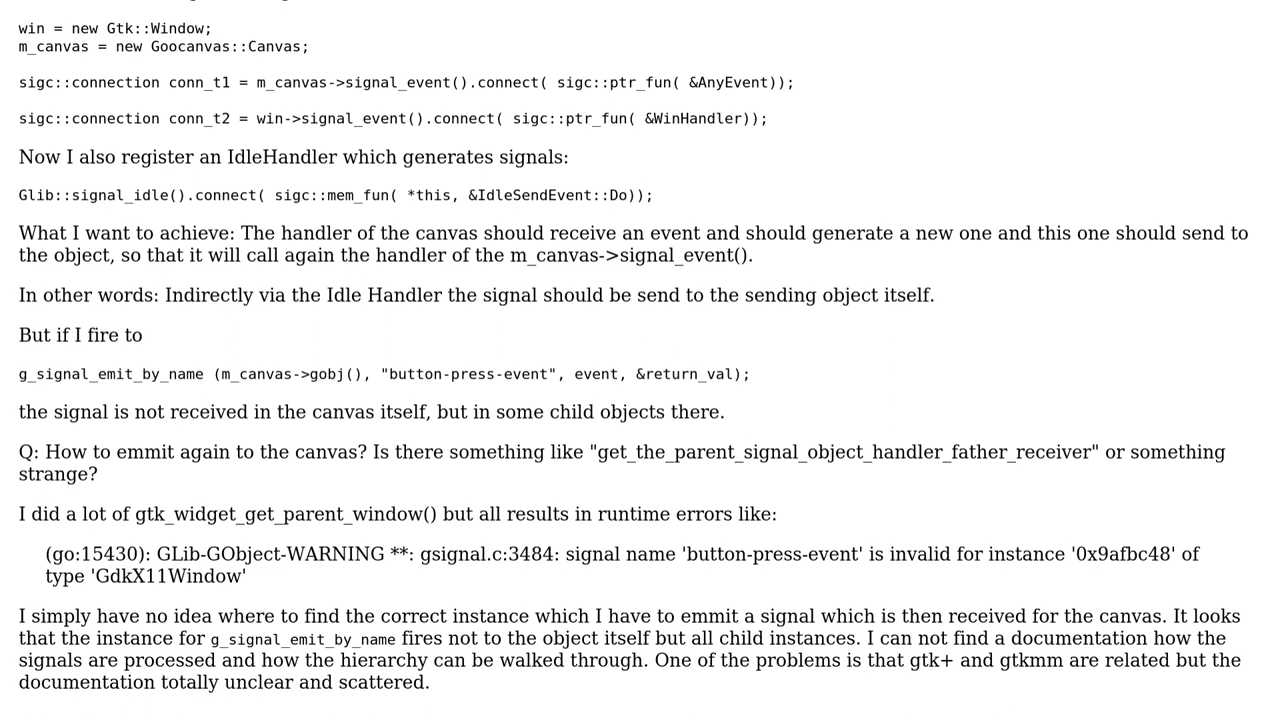 win = new Gtk::Window;
m_canvas = new Goocanvas::Canvas;
sigc::connection conn_t1 = m_canvas->signal_event().connect( sigc::ptr_fun( &AnyEvent));
sigc::connection conn_t2 = win->signal_event().connect( sigc::ptr_fun( &WinHandler));
Now I also register an IdleHandler which generates signals:
Glib::signal_idle().connect( sigc::mem_fun( *this, &IdleSendEvent::Do));
What I want to achieve: The handler of the canvas should receive an event and should generate a new one and this one should send to
the object, so that it will call again the handler of the m_canvas->signal_event().
In other words: Indirectly via the Idle Handler the signal should be send to the sending object itself.
But if I fire to
g_signal_emit_by_name (m_canvas->gobj(), "button-press-event", event, &return_val);
the signal is not received in the canvas itself, but in some child objects there.
Q: How to emmit again to the canvas? Is there something like "get_the_parent_signal_object_handler_father_receiver" or something
strange?
I did a lot of gtk_widget_get_parent_window() but all results in runtime errors like:
(go:15430): GLib-GObject-WARNING **: gsignal.c:3484: signal name 'button-press-event' is invalid for instance '0x9afbc48' of
type 'GdkX11Window'
I simply have no idea where to find the correct instance which I have to emmit a signal which is then received for the canvas. It looks
that the instance for g_signal_emit_by_name fires not to the object itself but all child instances. I can not find a documentation how the
signals are processed and how the hierarchy can be walked through. One of the problems is that gtk+ and gtkmm are related but the
documentation totally unclear and scattered.